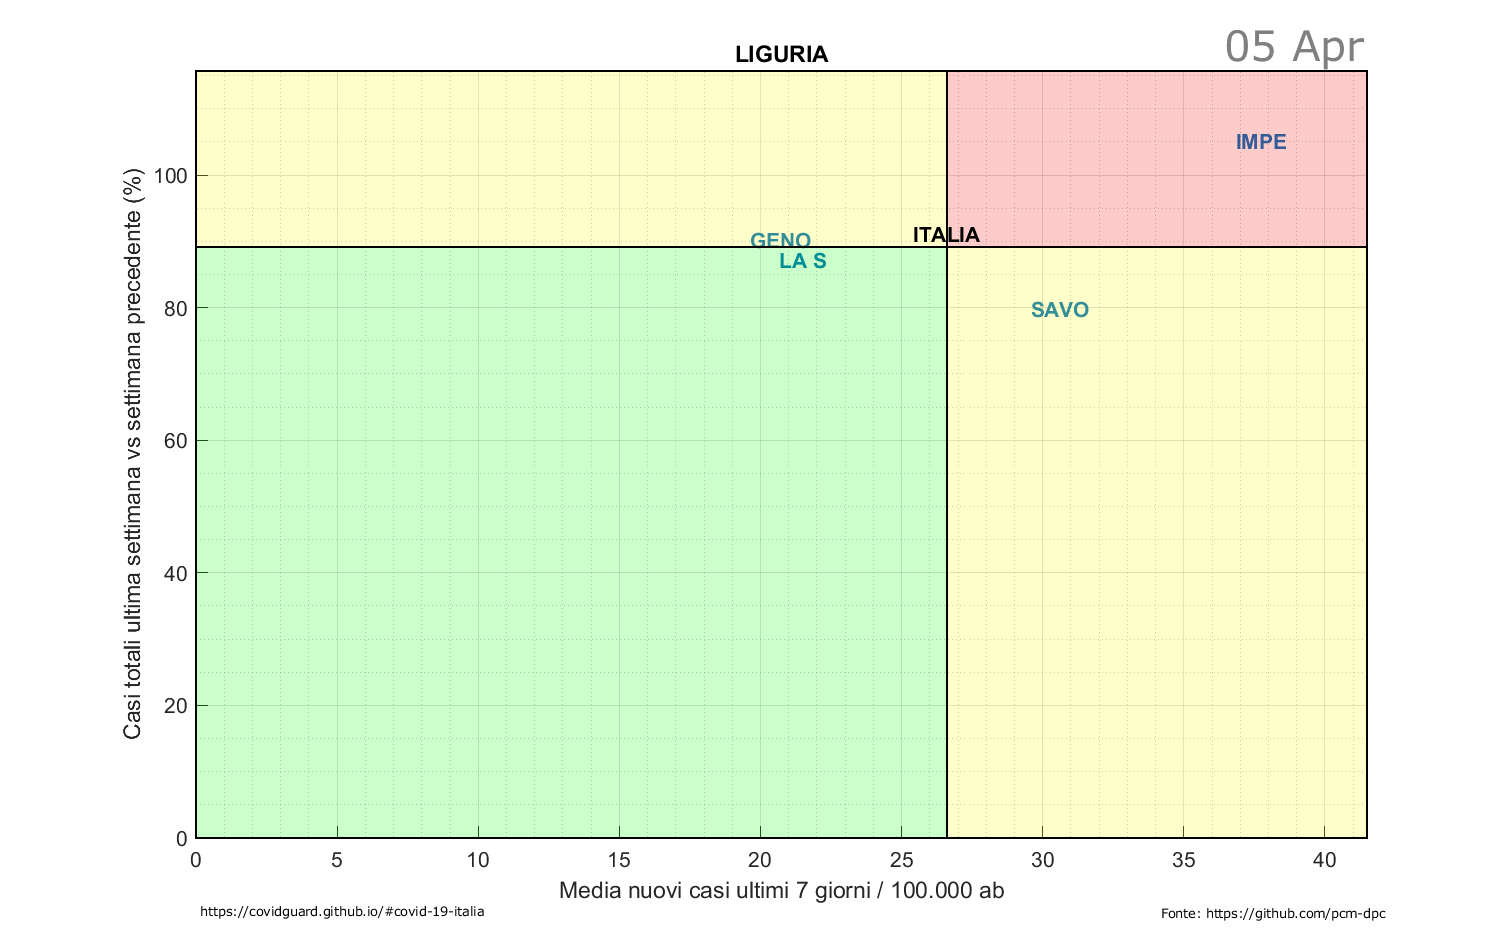 05 Apr
LIGURIA
IMPE
ITALIA
GENO
LA S
SAVO
Casi totali ultima settimana vs settimana precedente (%)
100
80
60
40
20
0
0 5 10 15 20 25 30 35 40
Media nuovi casi ultimi 7 giorni / 100.000 ab
https://covidguard.github.io/#covid-19-italia
Fonte: https://github.com/pcm-dpc